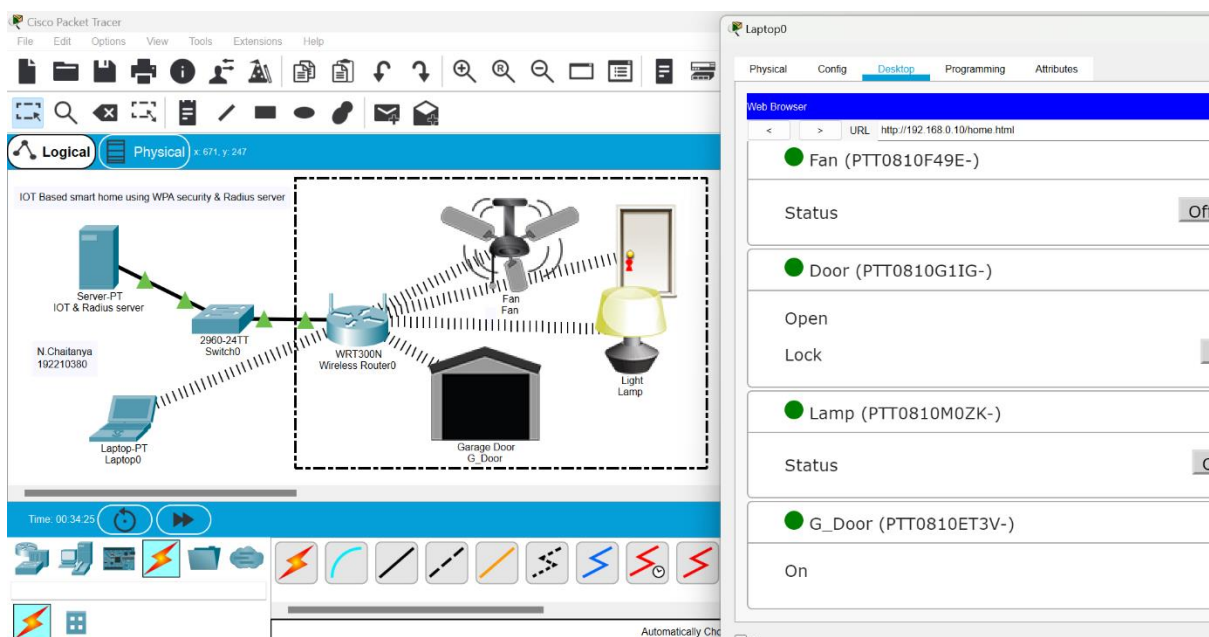 Cisco Packet Tracer
File Edit Options View Tools Extensions Help
Logical
Physical x: 671, y: 247
IOT Based smart home using WPA security & Radius server
Server-PT
IOT & Radius server
2960-24TT
Switch0
N.Chaitanya
192210380
WRT300N
Wireless Router0
Fan
Fan
Light
Lamp
Garage Door
G_Door
Laptop-PT
Laptop0
Time: 00:34:25
Automatically Cho
Laptop0
Physical Config Desktop Programming Attributes
Web Browser
< > URL http://192.168.0.10/home.html
Fan (PTT0810F49E-)
Status
Door (PTT0810G1IG-)
Open
Lock
Lamp (PTT0810M0ZK-)
Status
G_Door (PTT0810ET3V-)
On